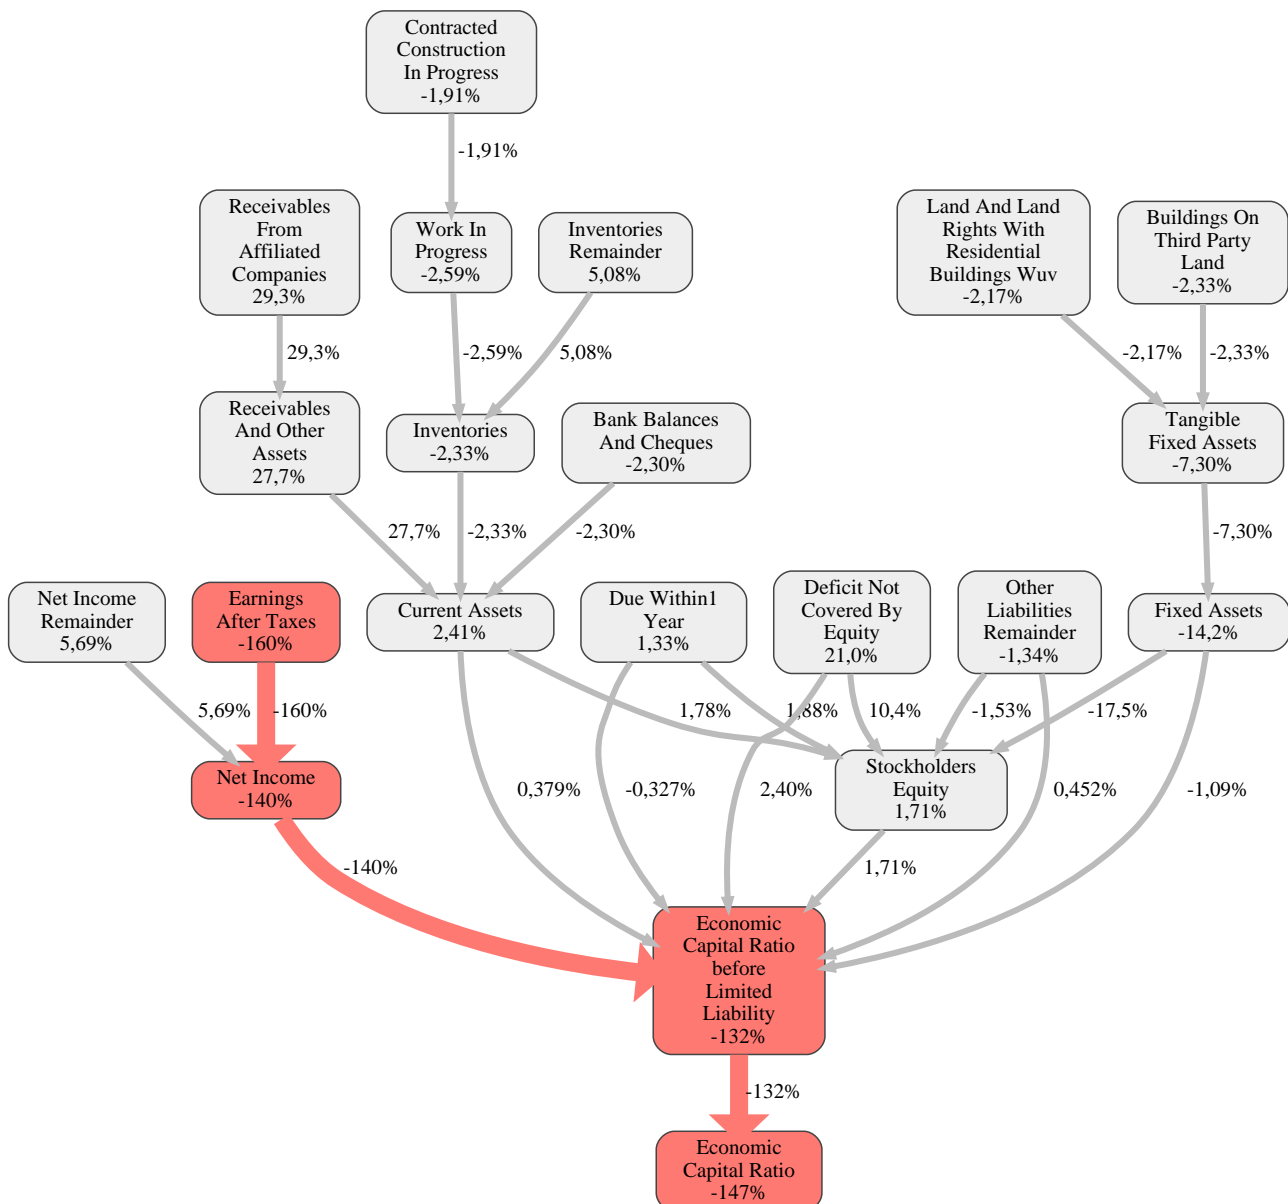 Contracted
Construction
In Progress
-1,91%
-1,91%
Receivables
From
Affiliated
Companies
29,3%
Work In
Progress
-2,59%
Inventories
Remainder
5,08%
Land And Land
Rights With
Residential
Buildings Wuv
-2,17%
Buildings On
Third Party
Land
-2,33%
29,3%
-2,59%
5,08%
-2,17%
-2,33%
Receivables
And Other
Assets
27,7%
Inventories
-2,33%
Bank Balances
And Cheques
-2,30%
Tangible
Fixed Assets
-7,30%
27,7%
-2,33%
-2,30%
-7,30%
Net Income
Remainder
5,69%
Earnings
After Taxes
-160%
Current Assets
2,41%
Due Within1
Year
1,33%
Deficit Not
Covered By
Equity
21,0%
Other
Liabilities
Remainder
-1,34%
Fixed Assets
-14,2%
5,69%
-160%
1,78%
1,88%
10,4%
-1,53%
-17,5%
Net Income
-140%
0,379%
-0,327%
2,40%
Stockholders
Equity
1,71%
0,452%
-1,09%
-140%
1,71%
Economic
Capital Ratio
before
Limited
Liability
-132%
-132%
Economic
Capital Ratio
-147%